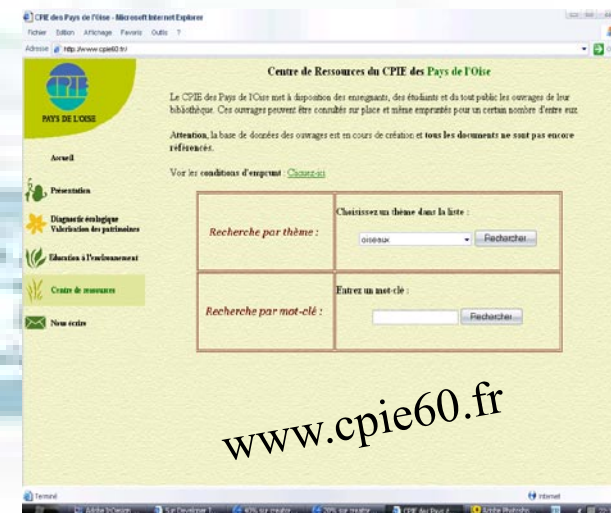 CPIE des Pays de l'Oise - Microsoft Internet Explorer
Fichier Edition Affichage Favoris Outils ?
Adresse http://www.cpie60.fr/
CPIE
PAYS DE L'OISE
Accueil
Présentation
Diagnostic écologique
Valorisation des patrimoines
Education à l'environnement
Centre de ressources
Nous écrire
Centre de Ressources du CPIE des Pays de l'Oise
Le CPIE des Pays de l'Oise met à disposition des enseignants, des étudiants et du tout public les ouvrages de leur
bibliothèque. Ces ouvrages peuvent être consultés sur place et même empruntés pour un certain nombre d'entre eux.
Attention, la base de données des ouvrages est en cours de création et tous les documents ne sont pas encore
référencés.
Voir les conditions d'emprunt : Cliquez-ici
Recherche par thème :
Choisissez un thème dans la liste :
oiseaux
Rechercher
Recherche par mot-clé :
Entrez un mot-clé :
Rechercher
www.cpie60.fr
Terminé
Internet